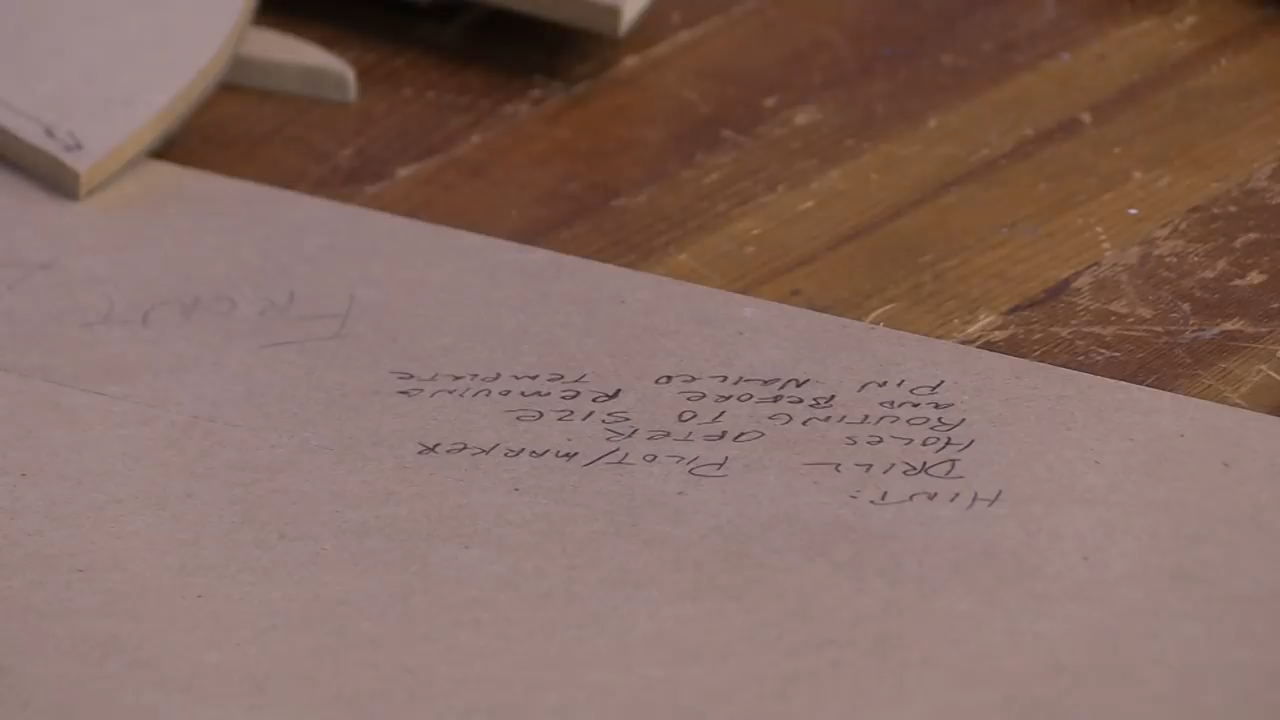 HINT:
DRILL PILOT/MARKER
HOLES AFTER
ROUTING TO SIZE
AND BEFORE REMOVING
PIN NAILED TEMPLATE
FRONT